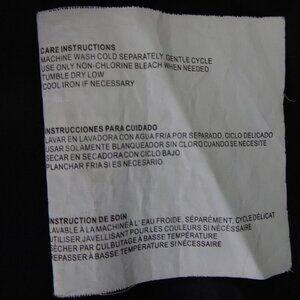 CARE INSTRUCTIONS
MACHINE WASH COLD SEPARATELY, GENTLE CYCLE
USE ONLY NON-CHLORINE BLEACH WHEN NEEDED
TUMBLE DRY LOW
COOL IRON IF NECESSARY
INSTRUCCIONES PARA CUIDADO
LAVAR EN LAVADORA CON AGUA FRIA POR SEPARADO, CICLO DELICADO
USAR SOLAMENTE BLANQUEADOR SIN CLORO CUANDO SE NECESITE
SECAR EN SECADORA CON CICLO BAJO
PLANCHAR FRIA SI ES NECESARIO.
INSTRUCTION DE SOIN
LAVABLE À LA MACHINE À L'EAU FROIDE, SÉPARÉMENT, CYCLE DÉLICAT
UTILISER JAVELLISANT POUR LES COULEURS SI NÉCESSAIRE
SÉCHER PAR CULBUTAGE À BASSE TEMPÉRATURE
REPASSER À BASSE TEMPÉRATURE SI NÉCESSAIRE